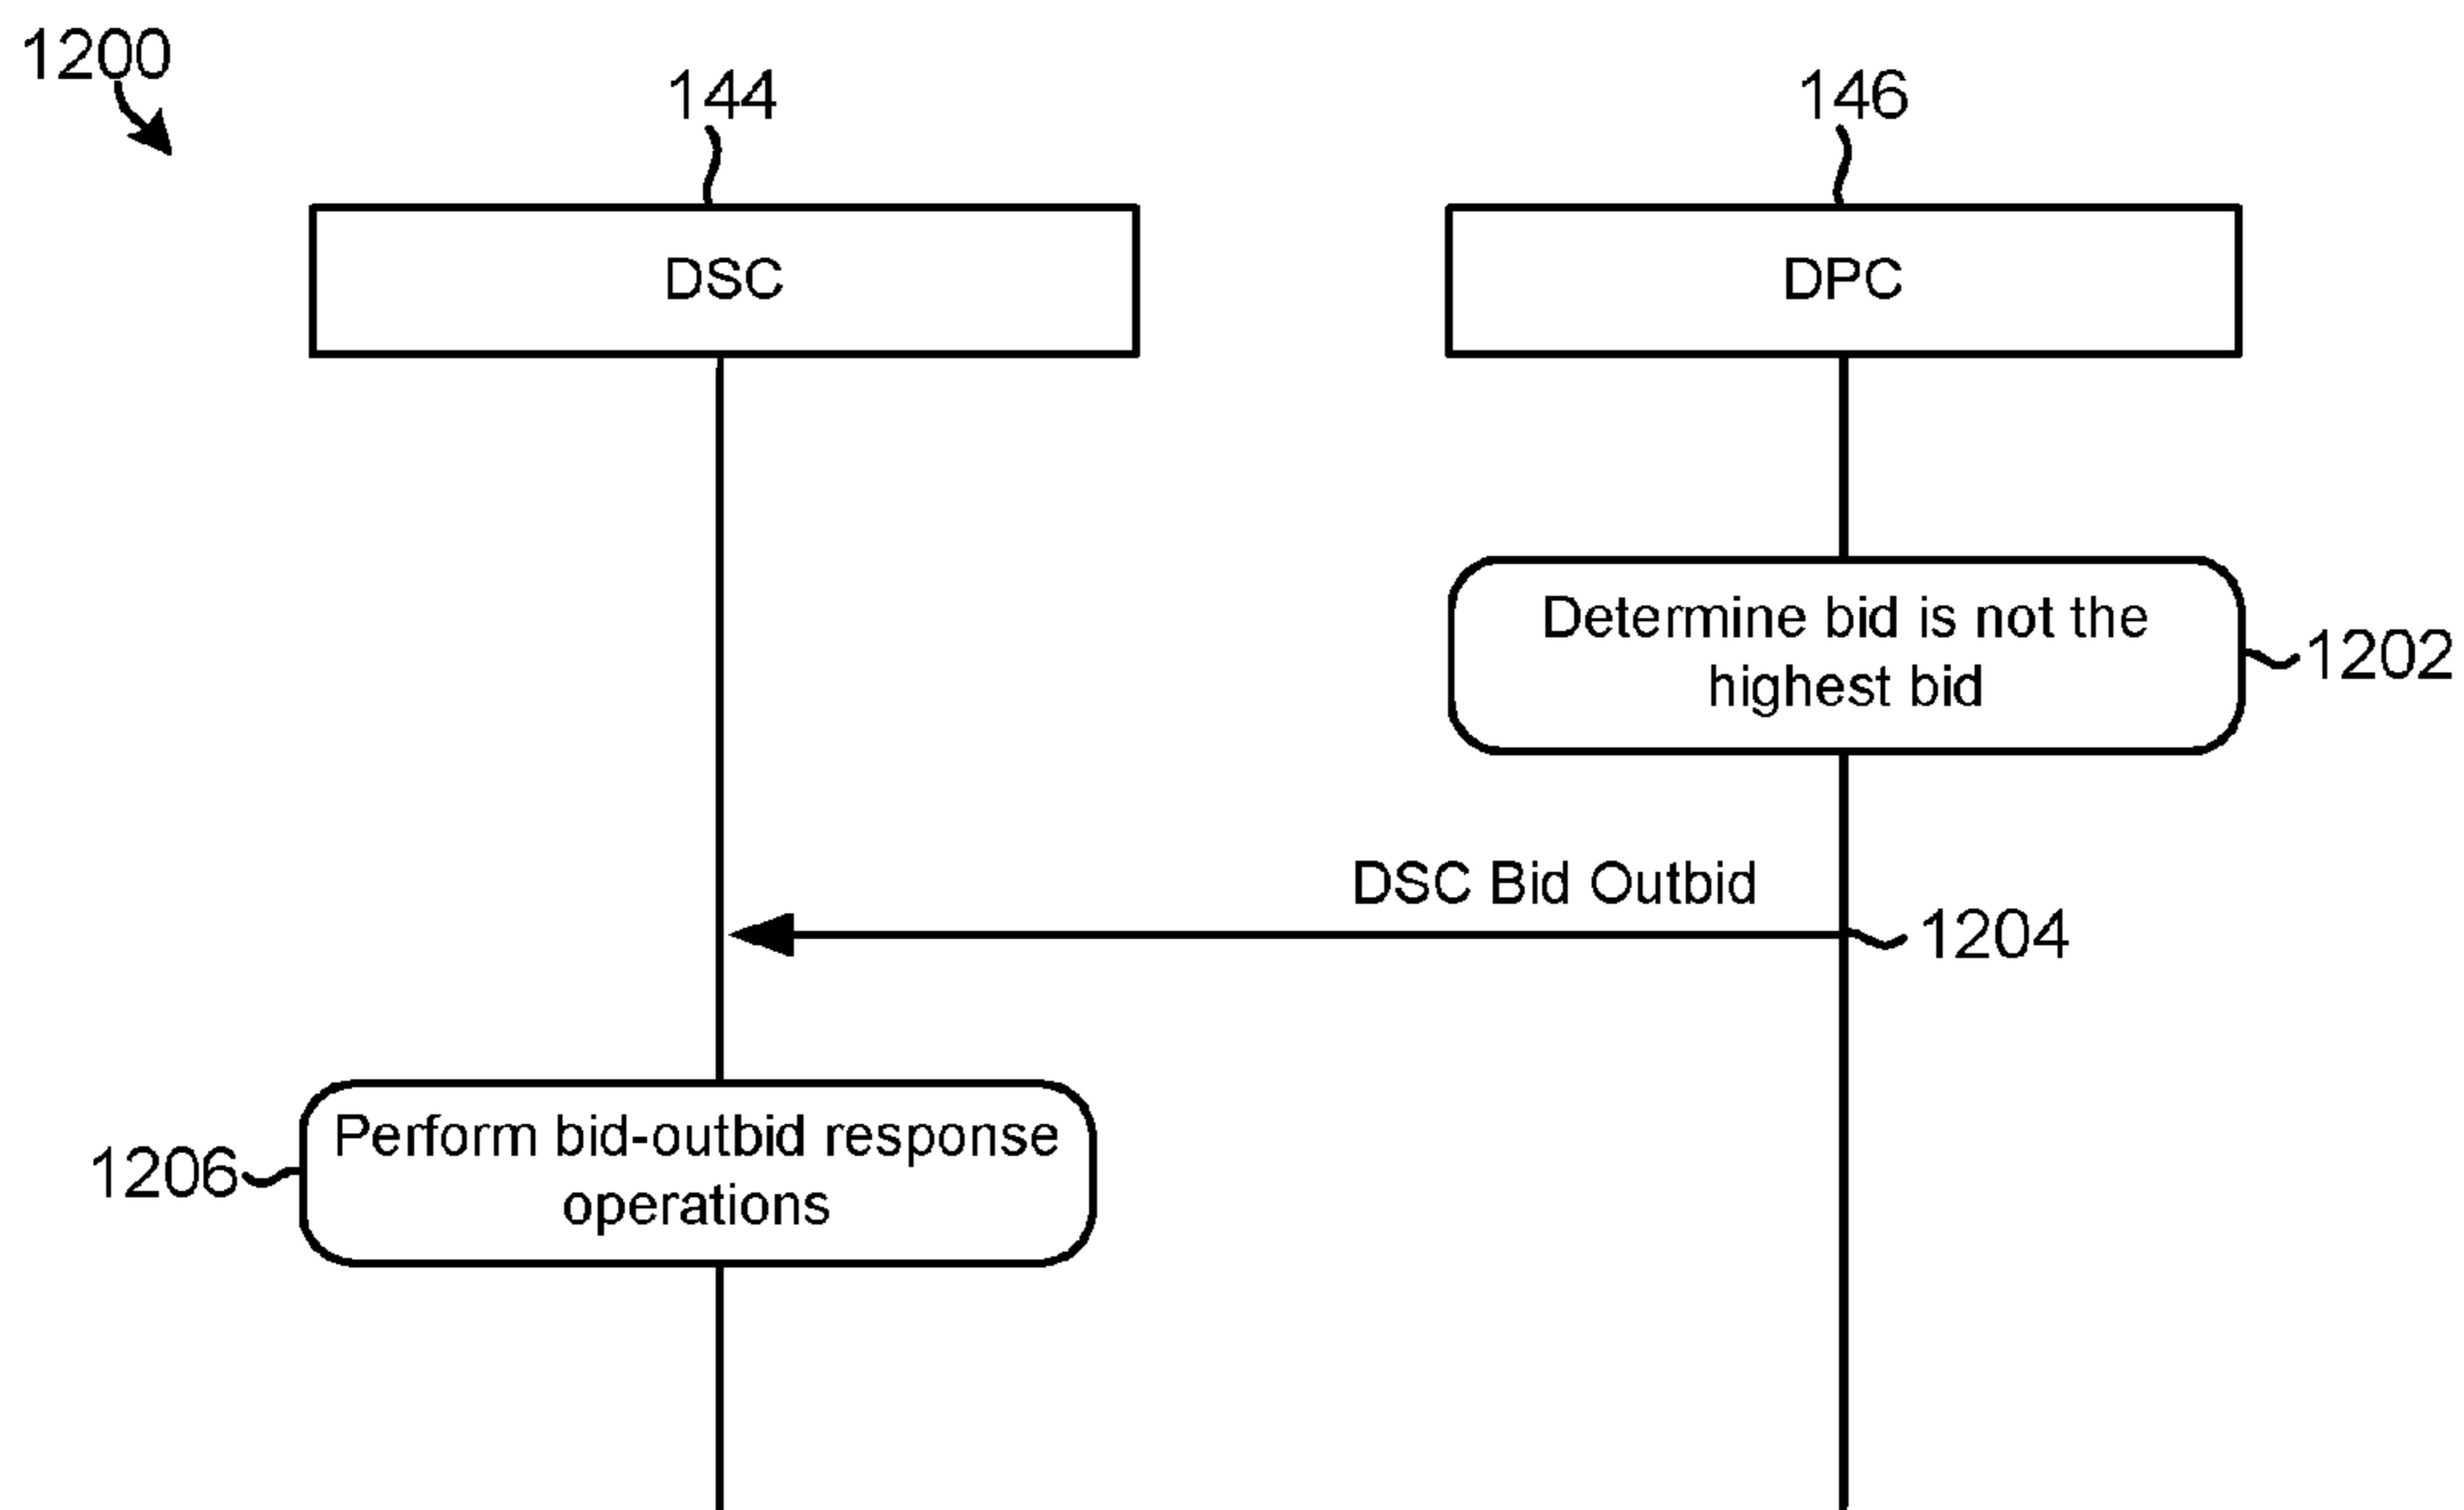 1200
144
146
DSC
DPC
Determine bid is not the
highest bid
1202
DSC Bid Outbid
1204
Perform bid-outbid response
operations
1206